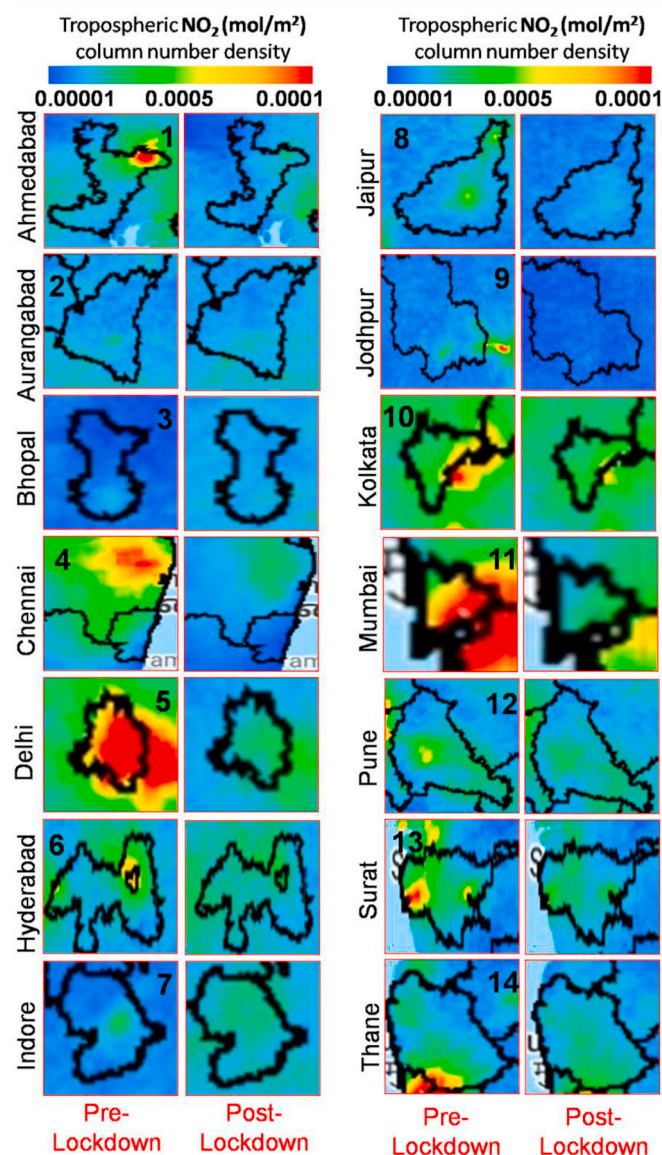 Tropospheric NO₂ (mol/m²)
column number density
0.00001 0.0005 0.0001
Ahmedabad
1
Aurangabad
2
Bhopal
3
Chennai
4
Delhi
5
Hyderabad
6
Indore
7
Pre-
Lockdown
Post-
Lockdown
Tropospheric NO₂ (mol/m²)
column number density
0.00001 0.0005 0.0001
Jaipur
8
Jodhpur
9
Kolkata
10
Mumbai
11
Pune
12
Surat
13
Thane
14
Pre-
Lockdown
Post-
Lockdown